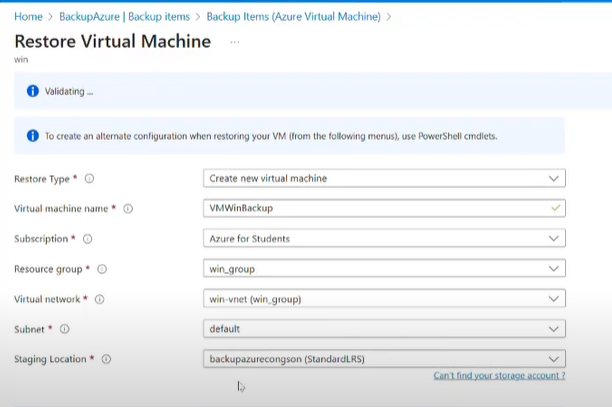 Home > BackupAzure | Backup items > Backup Items (Azure Virtual Machine) >
Restore Virtual Machine ...
win
Validating ...
To create an alternate configuration when restoring your VM (from the following menus), use PowerShell cmdlets.
Restore Type * Create new virtual machine
Virtual machine name * VMWinBackup
Subscription * Azure for Students
Resource group * win_group
Virtual network * win-vnet (win_group)
Subnet * default
Staging Location * backupazurecongson (StandardLRS)
Can't find your storage account ?